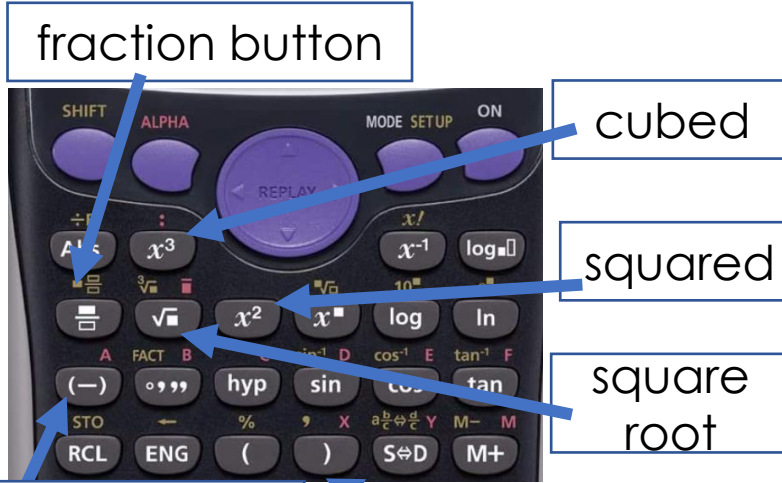 fraction button
cubed
squared
square
root
SHIFT ALPHA MODE SETUP ON
REPLAY
: x!
x³ x⁻¹ log■▯
³√■ 10■
√■ x² x■ log ln
A FACT B D cos⁻¹ E tan⁻¹ F
(−) °,,, hyp sin tan
STO ← % , X a b/c⇔d/c Y M− M
RCL ENG ( ) S⇔D M+